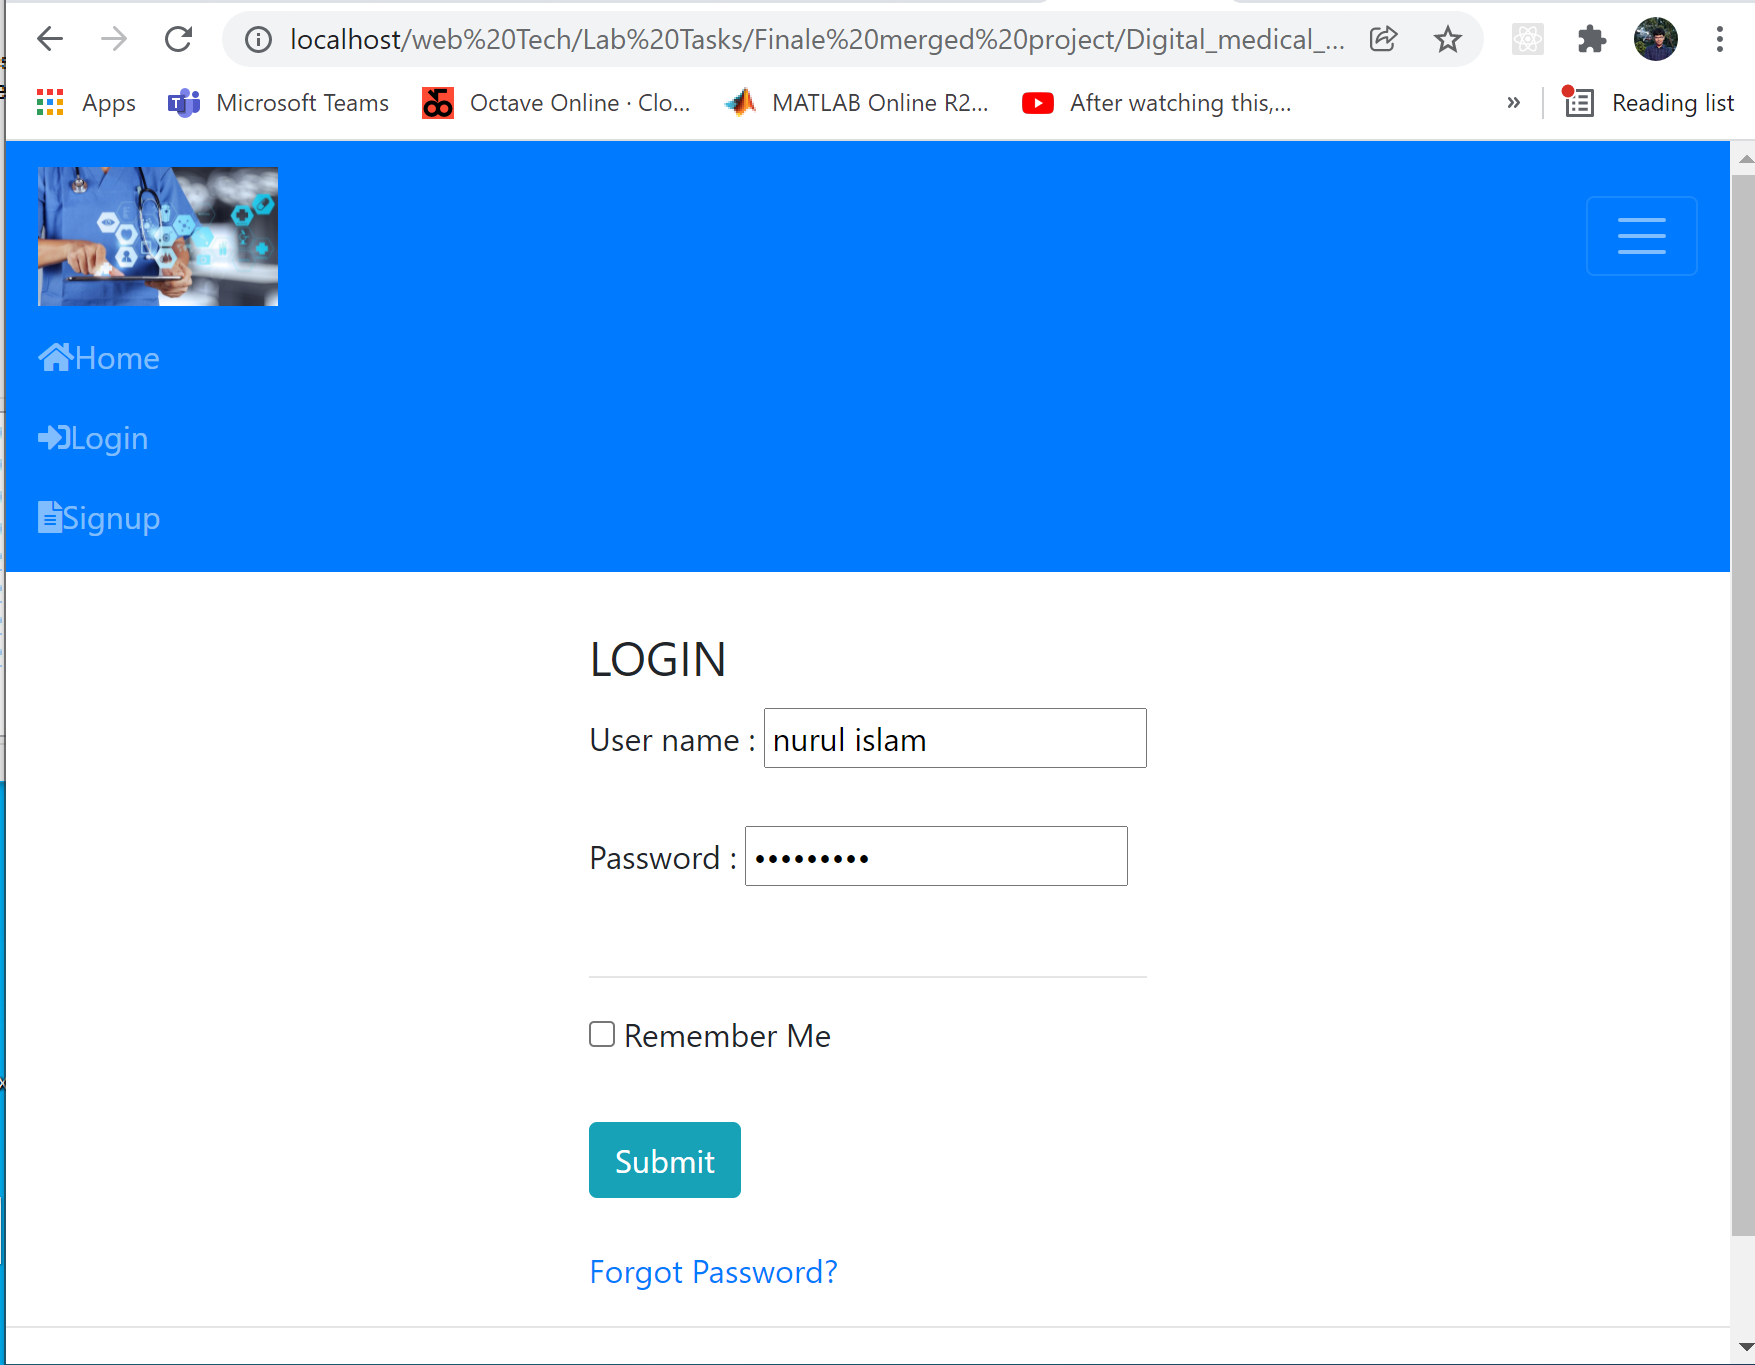 localhost/web%20Tech/Lab%20Tasks/Finale%20merged%20project/Digital_medical_...
Apps Microsoft Teams Octave Online · Clo... MATLAB Online R2... After watching this,... » Reading list
Home
Login
Signup
LOGIN
User name : nurul islam
Password : •••••••••
Remember Me
Submit
Forgot Password?